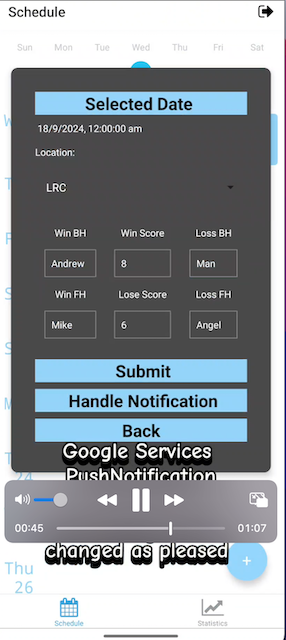 Schedule
Sun Mon Tue Wed Thu Fri Sat
Selected Date
18/9/2024, 12:00:00 am
Location:
LRC
Win BH Win Score Loss BH
Andrew 8 Man
Win FH Lose Score Loss FH
Mike 6 Angel
Submit
Handle Notification
Back
Google Services
PushNotification
24
00:45 01:07
changed as pleased
Thu
26
+
Schedule Statistics